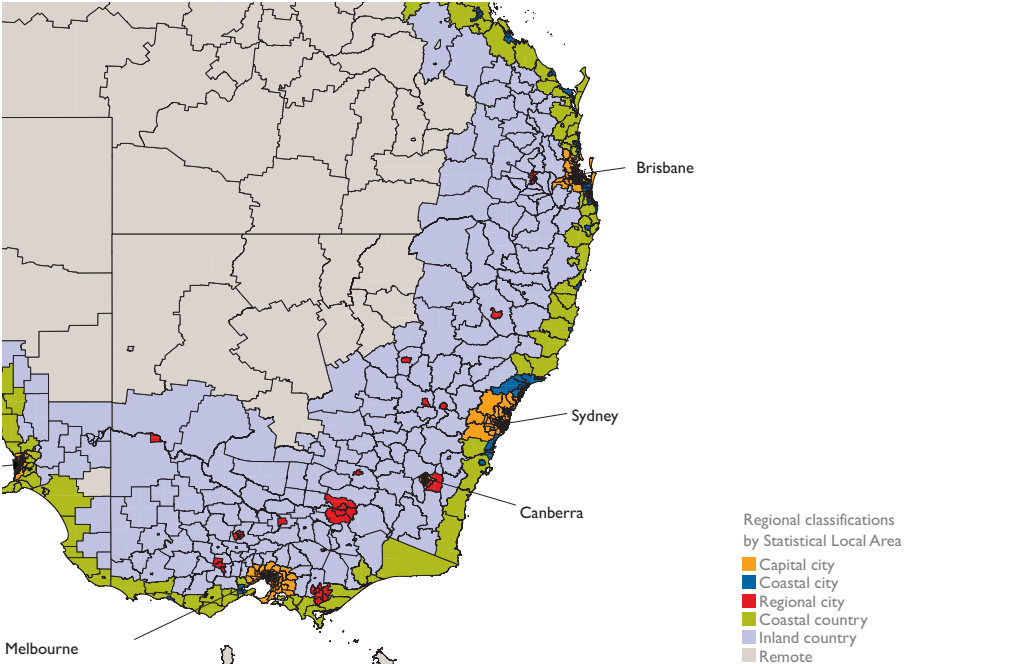 Brisbane
Sydney
Canberra
Melbourne
Regional classifications
by Statistical Local Area
Capital city
Coastal city
Regional city
Coastal country
Inland country
Remote